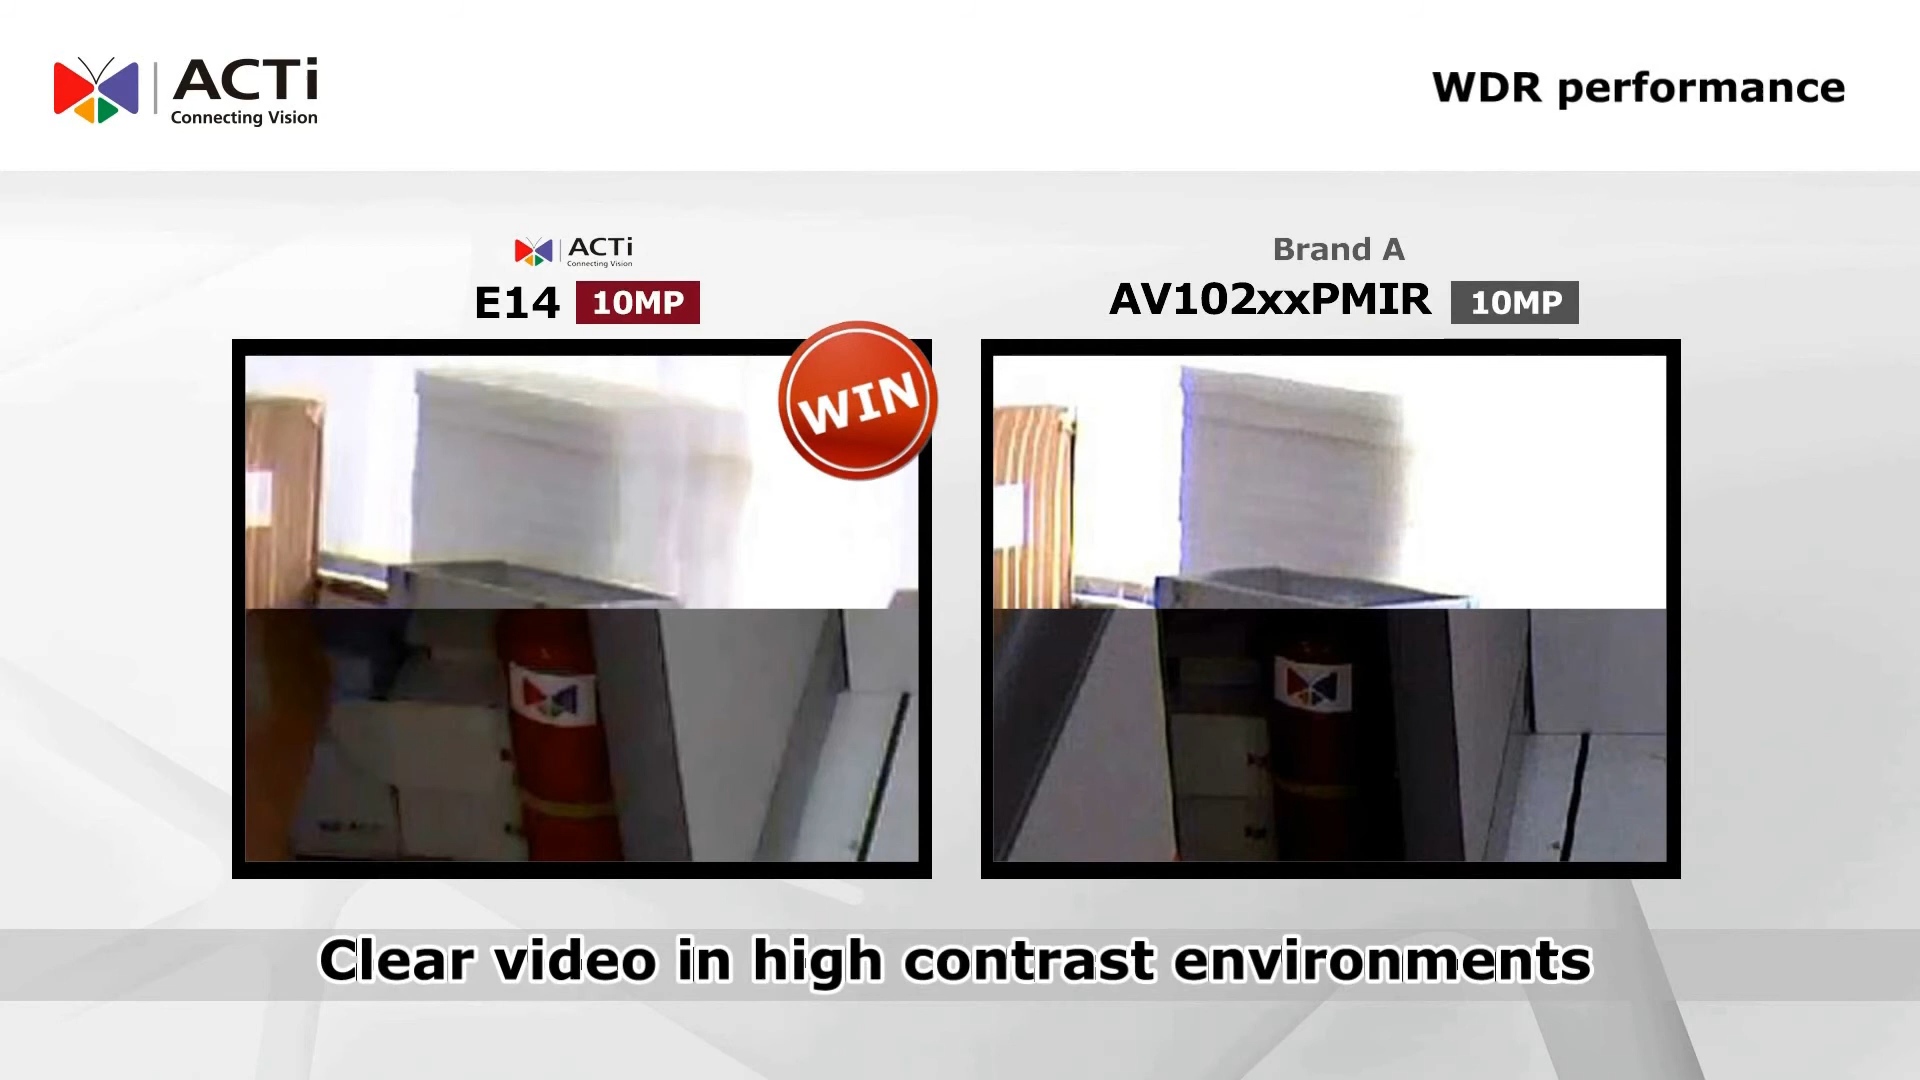 ACTi
Connecting Vision
WDR performance
ACTi
Connecting Vision
E14 10MP
Brand A
AV102xxPMIR 10MP
WIN
Clear video in high contrast environments